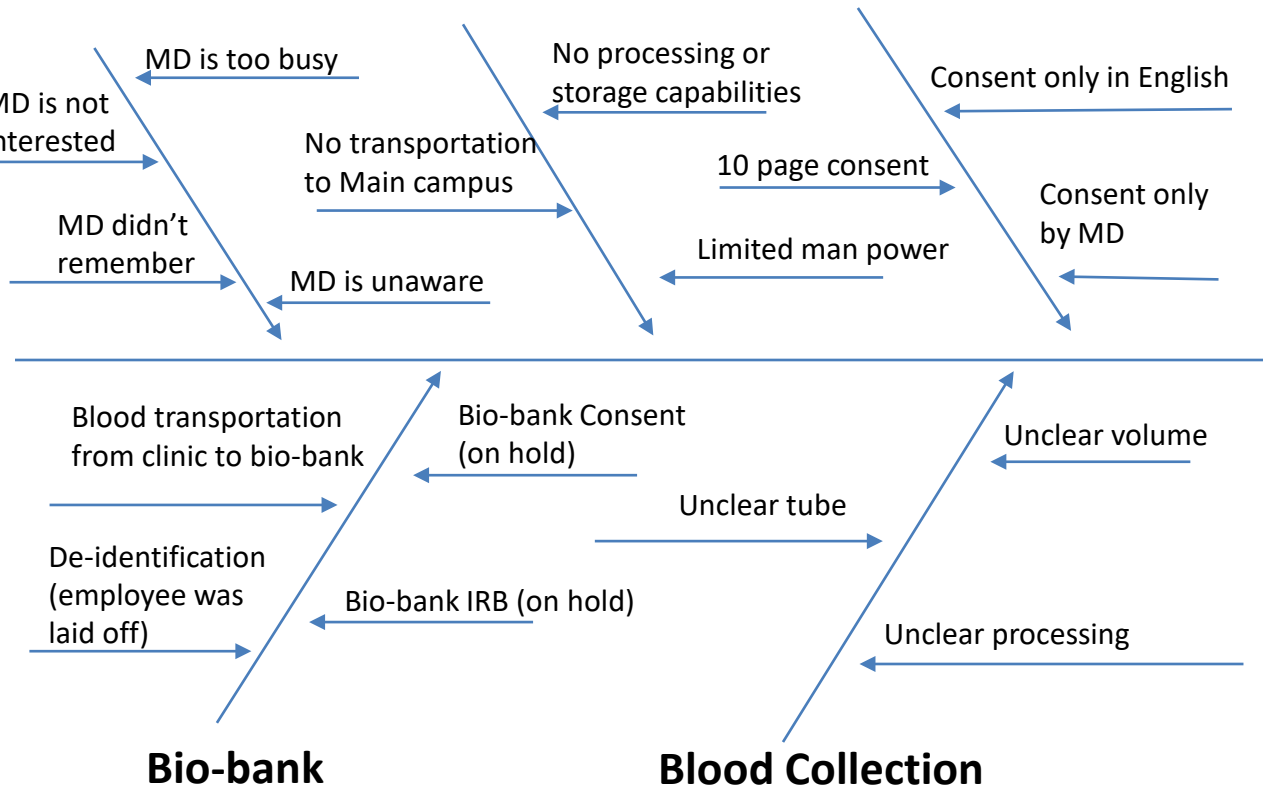 MD is too busy
MD is not
interested
MD didn't
remember
MD is unaware
No processing or
storage capabilities
No transportation
to Main campus
Limited man power
Consent only in English
10 page consent
Consent only
by MD
Blood transportation
from clinic to bio-bank
Bio-bank Consent
(on hold)
De-identification
(employee was
laid off)
Bio-bank IRB (on hold)
Unclear volume
Unclear tube
Unclear processing
Bio-bank
Blood Collection